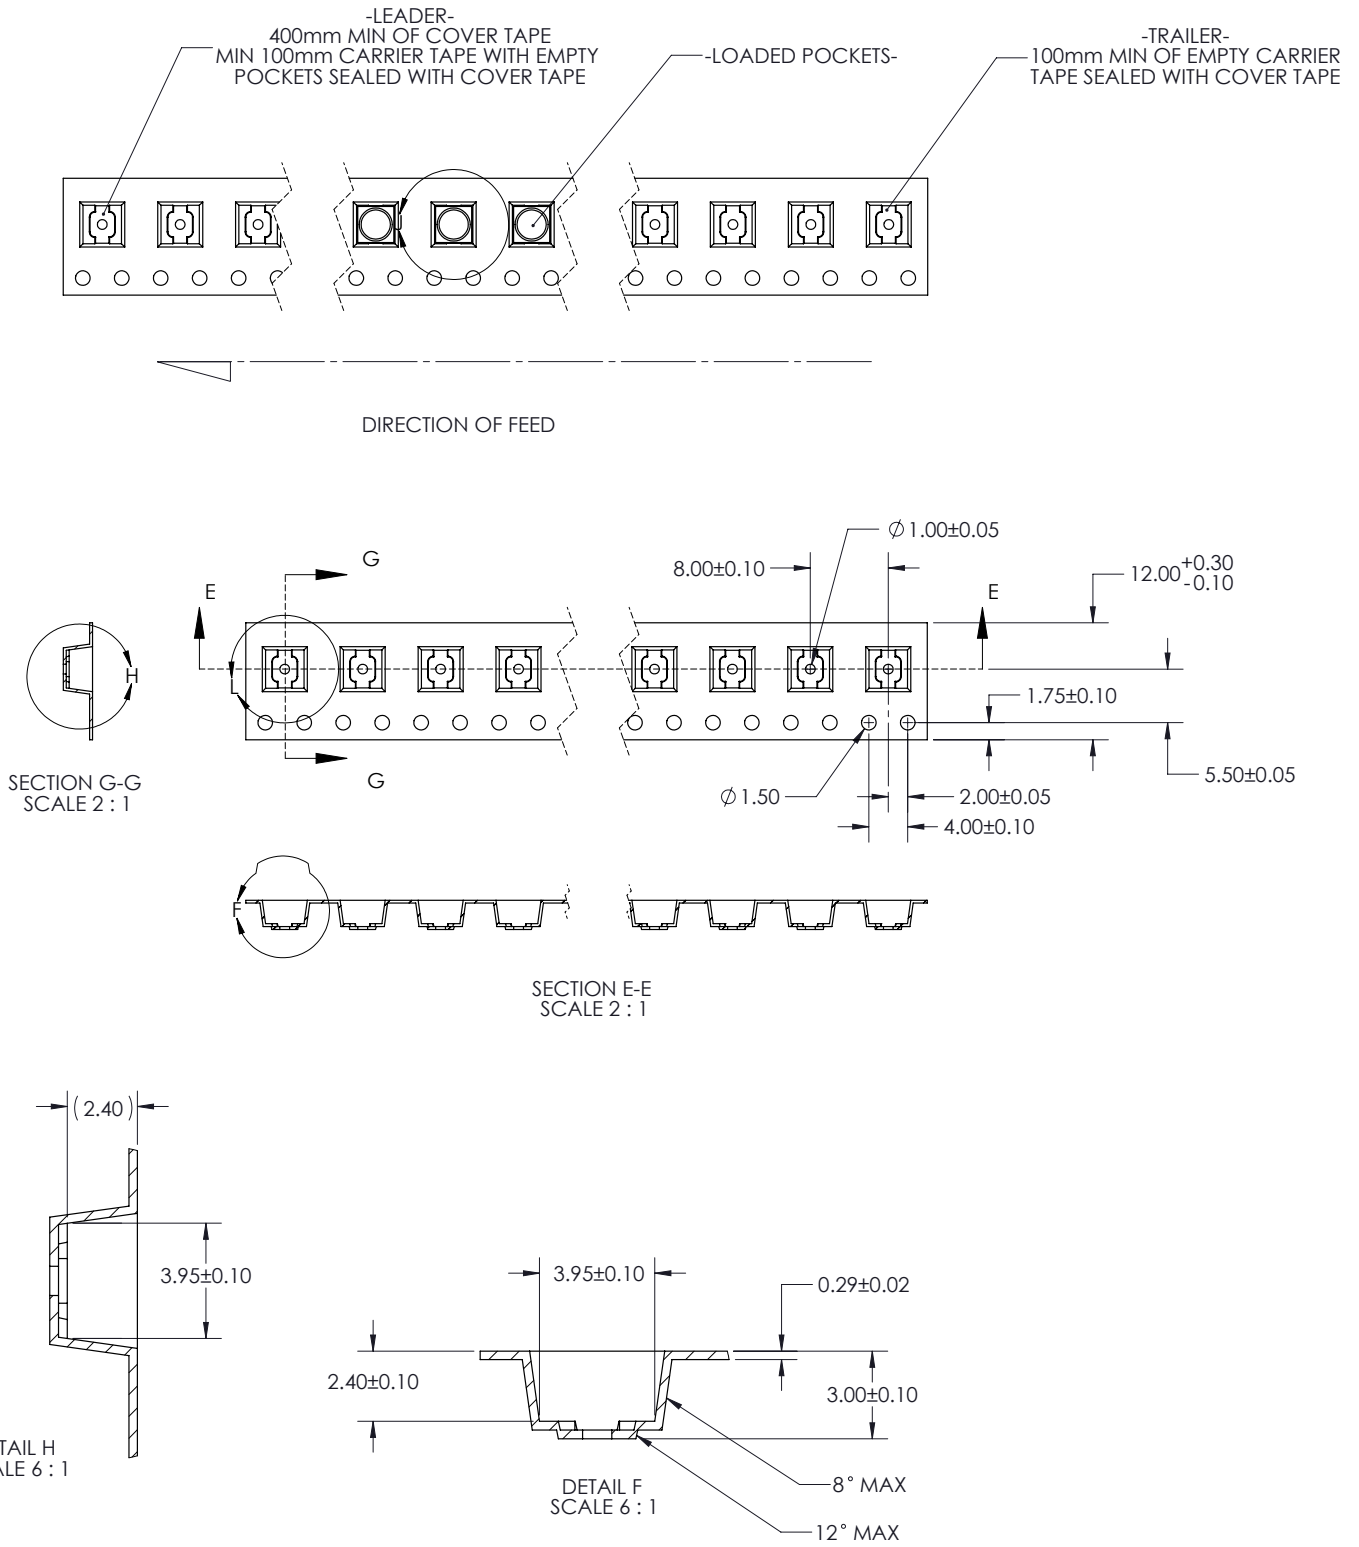 -LEADER-
400mm MIN OF COVER TAPE
MIN 100mm CARRIER TAPE WITH EMPTY
POCKETS SEALED WITH COVER TAPE
-LOADED POCKETS-
-TRAILER-
100mm MIN OF EMPTY CARRIER
TAPE SEALED WITH COVER TAPE
J
DIRECTION OF FEED
∅ 1.00±0.05
8.00±0.10
12.00 +0.30 -0.10
G
E
E
H
L
1.75±0.10
G
5.50±0.05
SECTION G-G
SCALE 2 : 1
∅ 1.50
2.00±0.05
4.00±0.10
F
SECTION E-E
SCALE 2 : 1
(2.40)
3.95±0.10
3.95±0.10
0.29±0.02
2.40±0.10
3.00±0.10
TAIL H
ALE 6 : 1
DETAIL F
SCALE 6 : 1
8° MAX
12° MAX